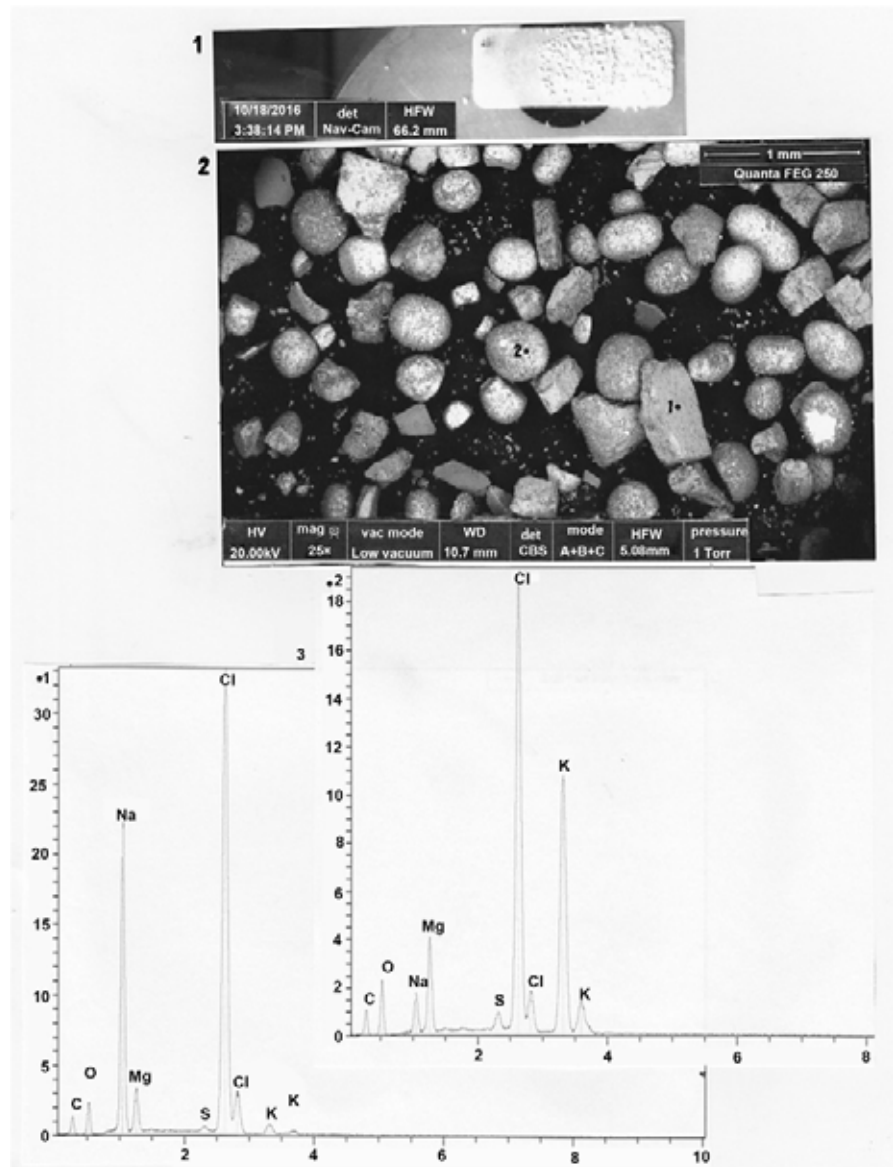 1
10/18/2016 det HFW
3:38:14 PM Nav-Cam 66.2 mm
2
1 mm
Quanta FEG 250
2•
1•
HV mag vac mode WD det mode HFW pressure
20.00kV 25× Low vacuum 10.7 mm CBS A+B+C 5.08mm 1 Torr
3
•2
Cl
18
16
14
12
10
8
6
4
2
0
K
Mg
O
Na
C
S
Cl
K
2 4 6 8
•1
Cl
30
25
20
15
10
5
0
Na
O
Mg
C
S
Cl
K
K
2 4 6 8 10